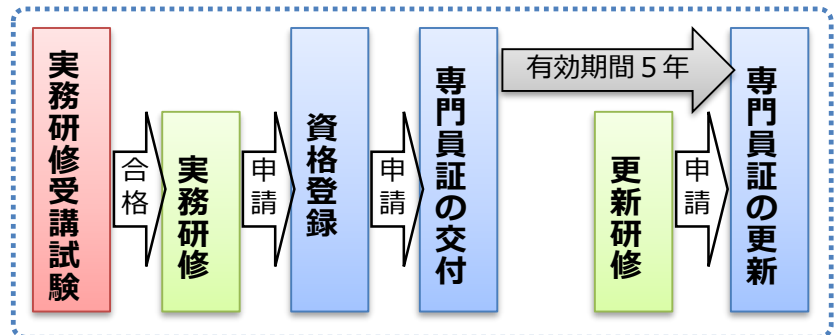 実務研修受講試験
合格
実務研修
申請
資格登録
申請
専門員証の交付
有効期間５年
更新研修
申請
専門員証の更新